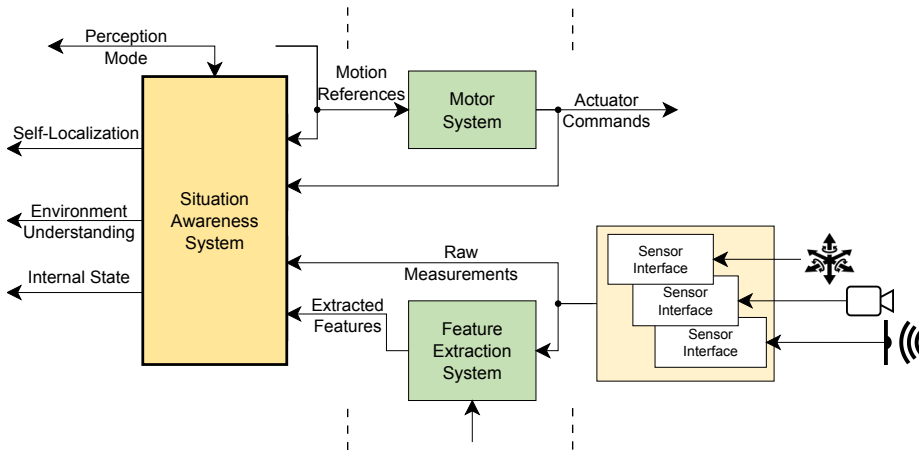 Perception
Mode
Motion
References
Motor
System
Actuator
Commands
Self-Localization
Situation
Awareness
System
Environment
Understanding
Internal State
Raw
Measurements
Extracted
Features
Feature
Extraction
System
Sensor
Interface
Sensor
Interface
Sensor
Interface